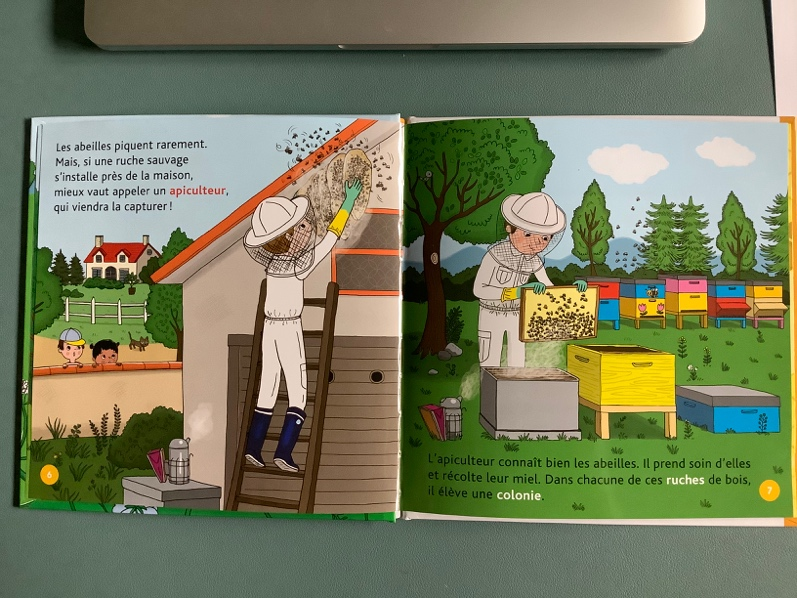 Les abeilles piquent rarement.
Mais, si une ruche sauvage
s'installe près de la maison,
mieux vaut appeler un apiculteur,
qui viendra la capturer !
6
L'apiculteur connaît bien les abeilles. Il prend soin d'elles
et récolte leur miel. Dans chacune de ces ruches de bois,
il élève une colonie.
7